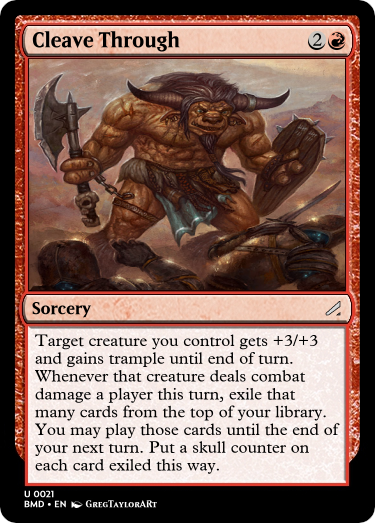 Cleave Through
2
Sorcery
Target creature you control gets +3/+3
and gains trample until end of turn.
Whenever that creature deals combat
damage a player this turn, exile that
many cards from the top of your library.
You may play those cards until the end of
your next turn. Put a skull counter on
each card exiled this way.
U 0021
BMD • EN GregTaylorARt